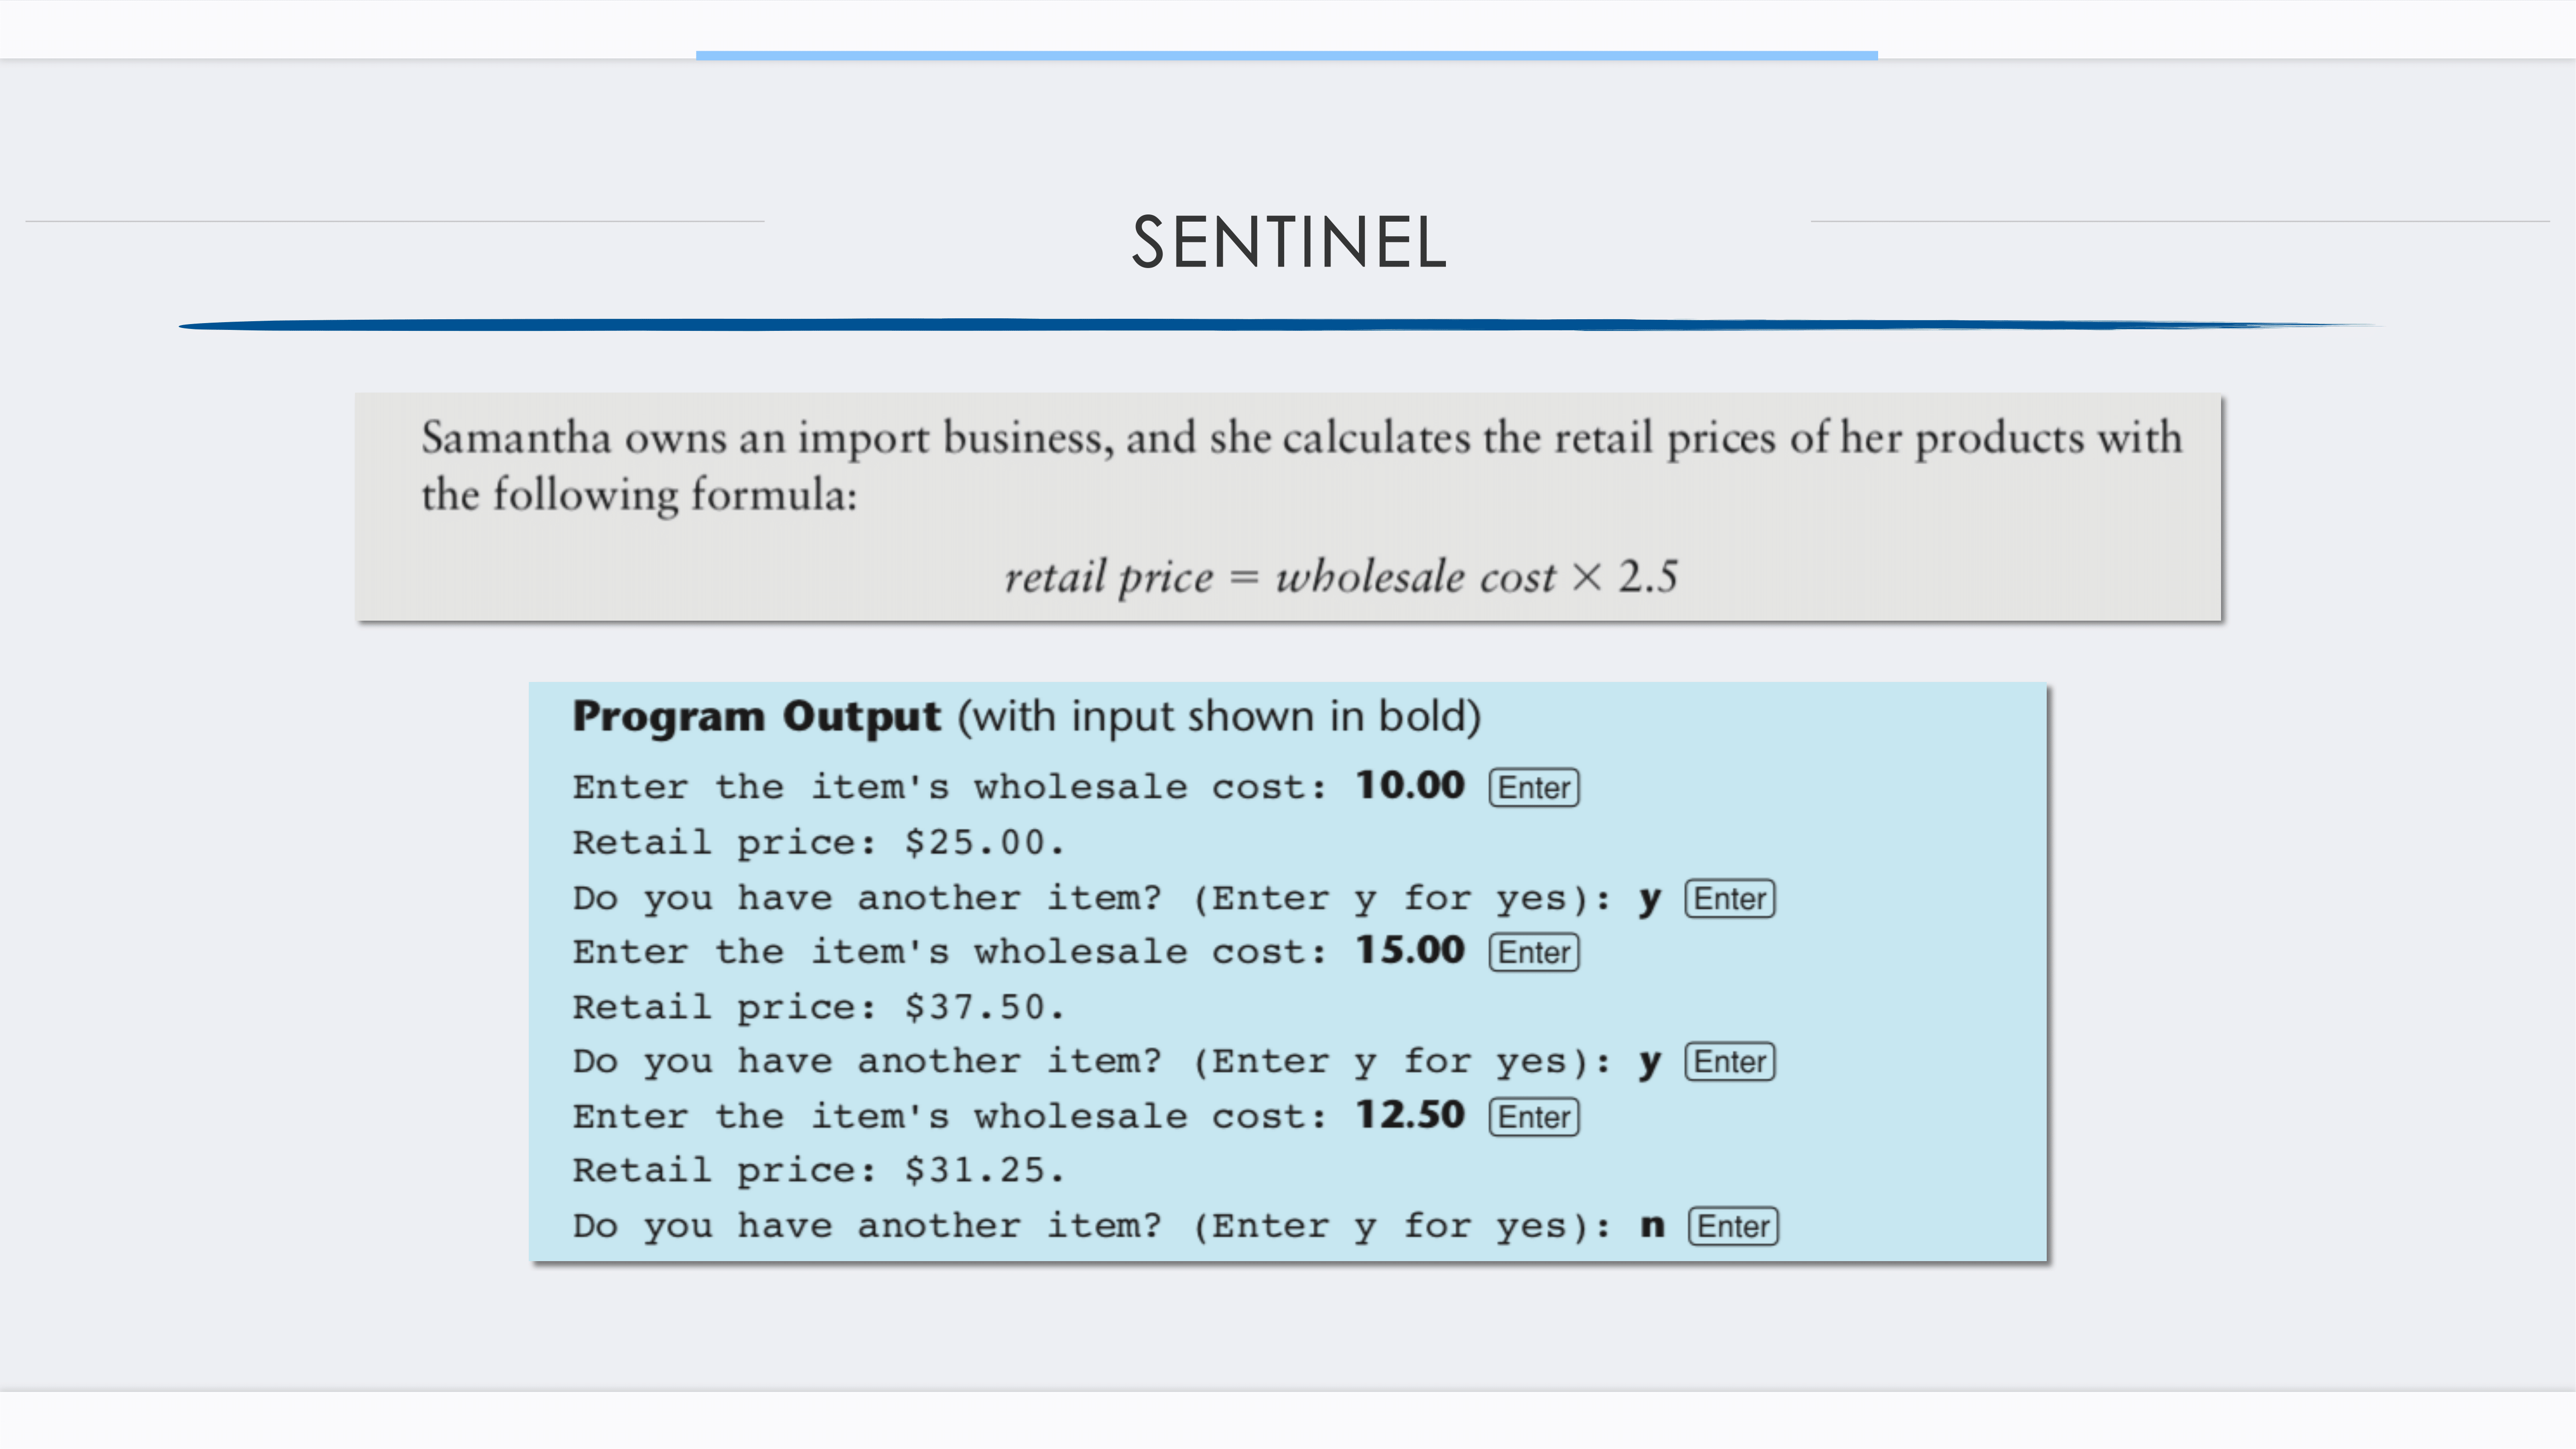 SENTINEL
Samantha owns an import business, and she calculates the retail prices of her products with
the following formula:
retail price = wholesale cost × 2.5
Program Output (with input shown in bold)
Enter the item's wholesale cost: 10.00 Enter
Retail price: $25.00.
Do you have another item? (Enter y for yes): y Enter
Enter the item's wholesale cost: 15.00 Enter
Retail price: $37.50.
Do you have another item? (Enter y for yes): y Enter
Enter the item's wholesale cost: 12.50 Enter
Retail price: $31.25.
Do you have another item? (Enter y for yes): n Enter